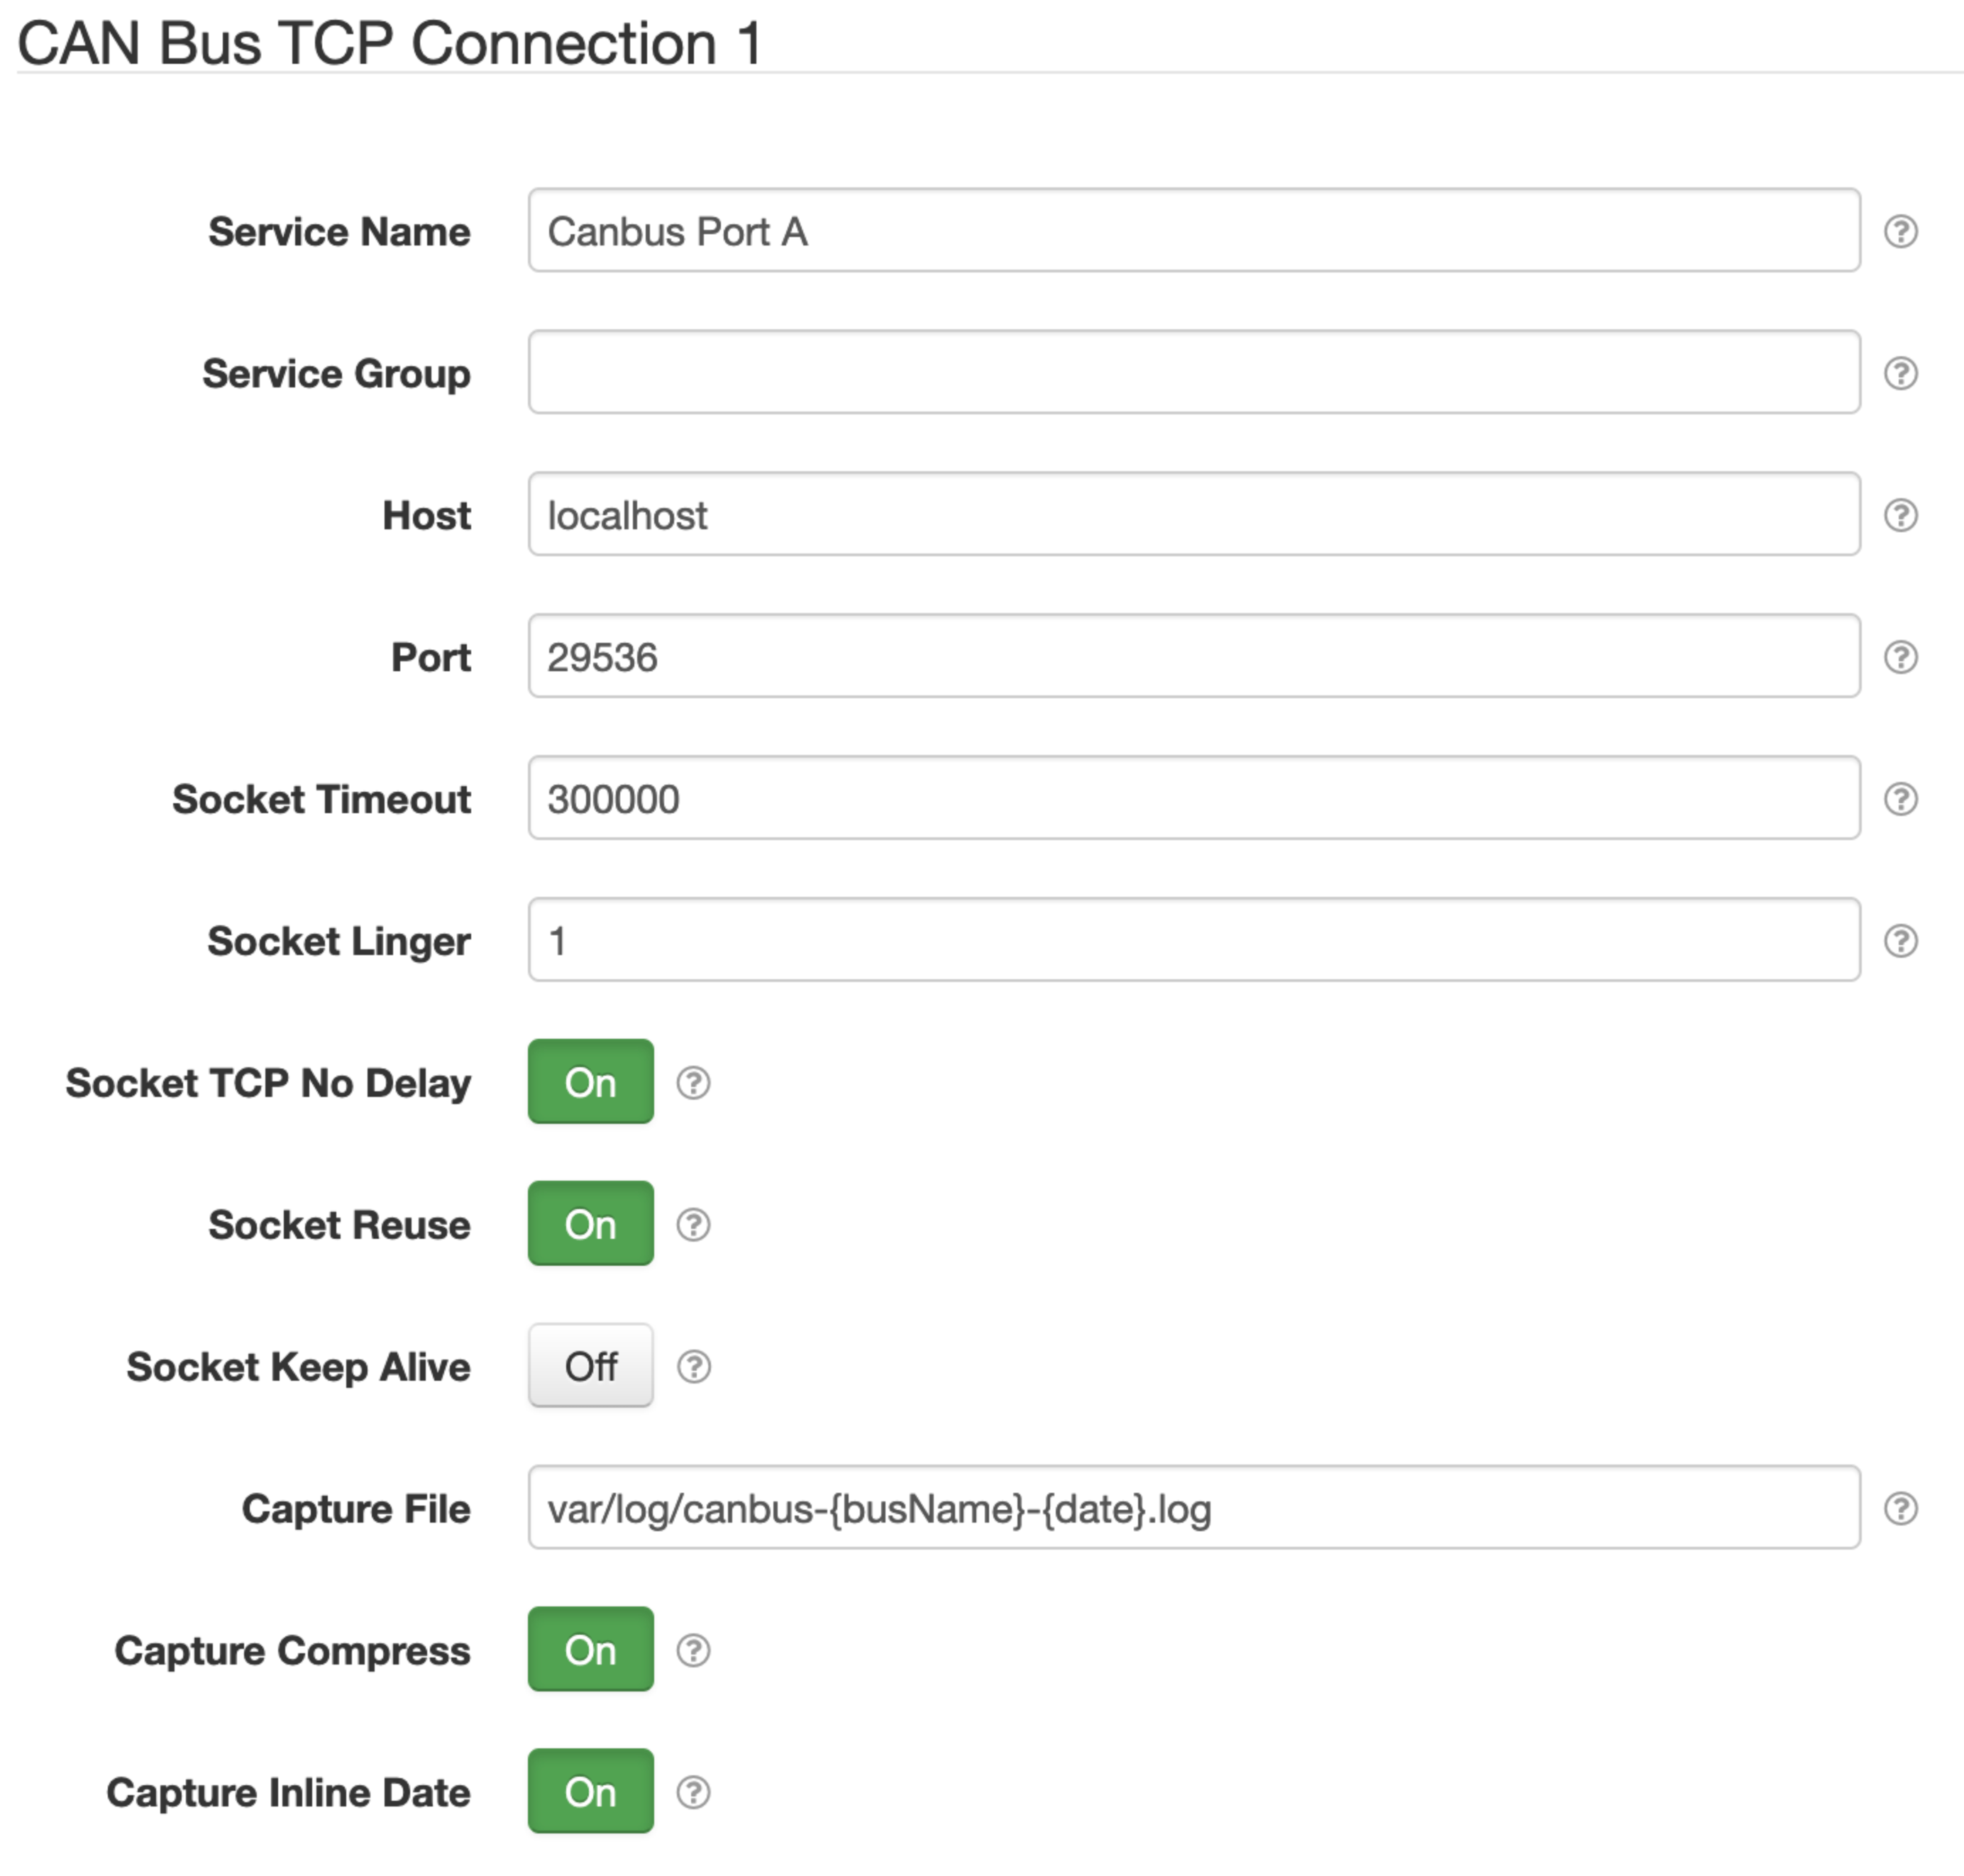 CAN Bus TCP Connection 1
Service Name Canbus Port A ?
Service Group ?
Host localhost ?
Port 29536 ?
Socket Timeout 300000 ?
Socket Linger 1 ?
Socket TCP No Delay On ?
Socket Reuse On ?
Socket Keep Alive Off ?
Capture File var/log/canbus-{busName}-{date}.log ?
Capture Compress On ?
Capture Inline Date On ?